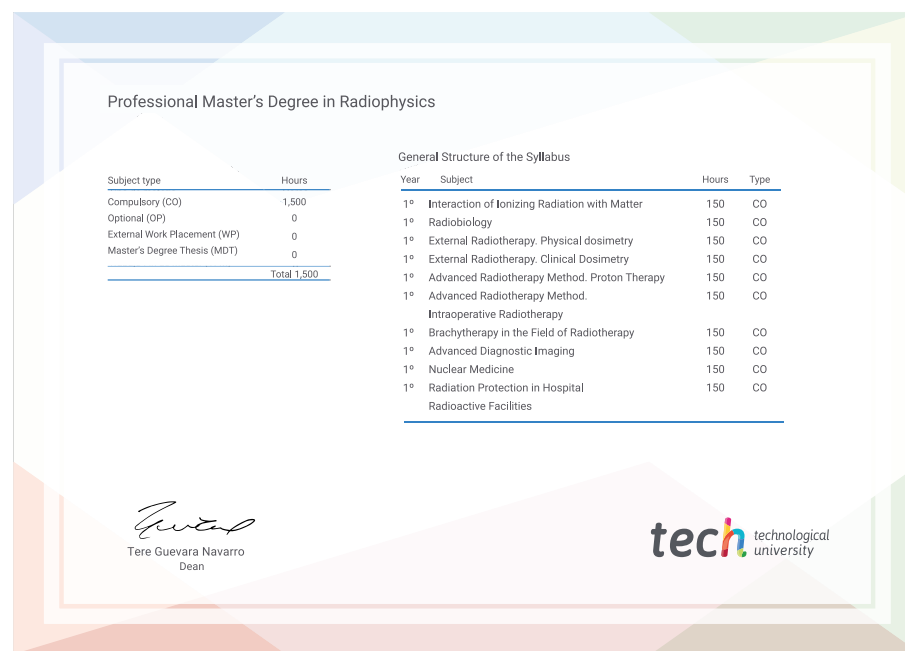 Professional Master's Degree in Radiophysics
Subject type Hours
Compulsory (CO) 1,500
Optional (OP) 0
External Work Placement (WP) 0
Master's Degree Thesis (MDT) 0
Total 1,500
General Structure of the Syllabus
Year Subject Hours Type
1º Interaction of Ionizing Radiation with Matter 150 CO
1º Radiobiology 150 CO
1º External Radiotherapy. Physical dosimetry 150 CO
1º External Radiotherapy. Clinical Dosimetry 150 CO
1º Advanced Radiotherapy Method. Proton Therapy 150 CO
1º Advanced Radiotherapy Method. 150 CO
Intraoperative Radiotherapy
1º Brachytherapy in the Field of Radiotherapy 150 CO
1º Advanced Diagnostic Imaging 150 CO
1º Nuclear Medicine 150 CO
1º Radiation Protection in Hospital 150 CO
Radioactive Facilities
Tere Guevara Navarro
Dean
tech technological
university